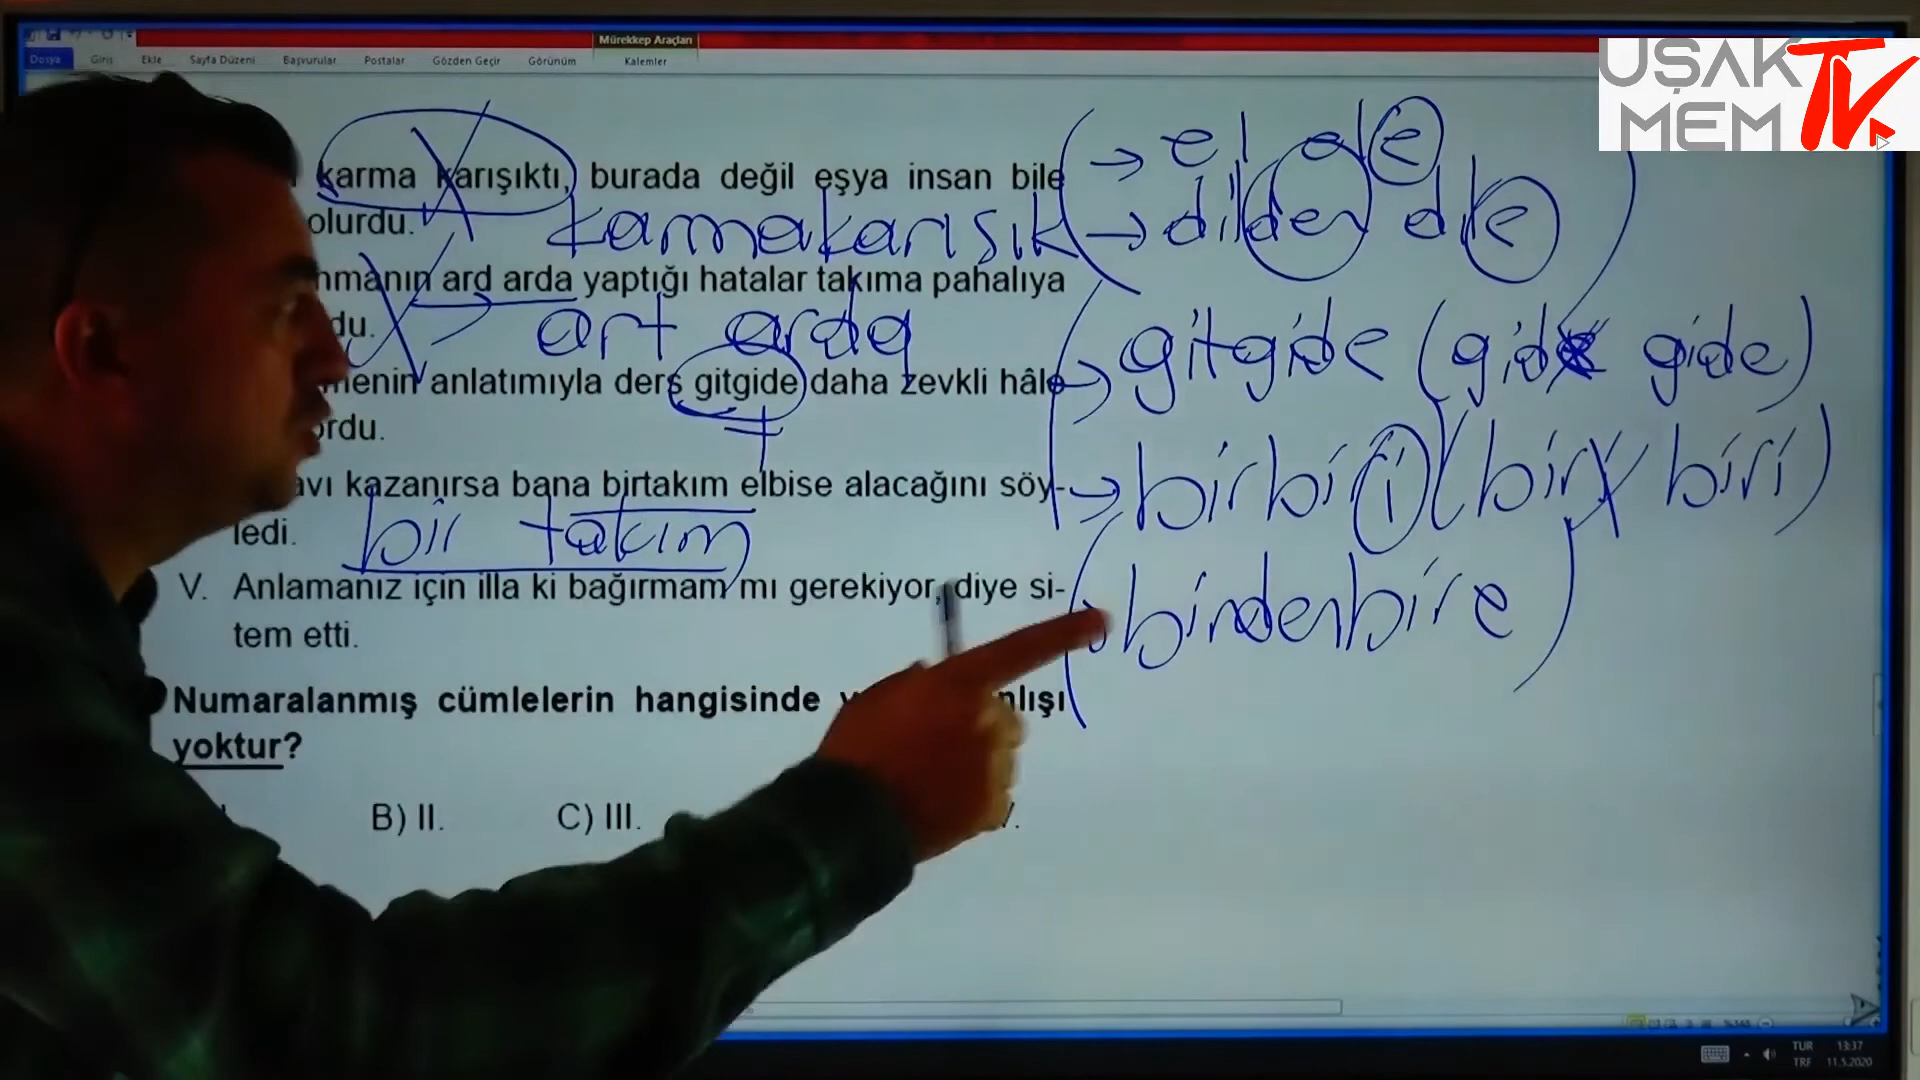 Mürekkep Araçları
Dosya Giriş Ekle Sayfa Düzeni Başvurular Postalar Gözden Geçir Görünüm Kalemler
UŞAK
MEM TV
karma karışıktı, burada değil eşya insan bile
olurdu.
karmakarışık
ard arda yaptığı hatalar takıma pahalıya
du.
art arda
menin anlatımıyla ders gitgide daha zevkli hâle
ordu.
avı kazanırsa bana birtakım elbise alacağını söy-
ledi.
bir takım
V. Anlamanız için illa ki bağırmam mı gerekiyor, diye si-
tem etti.
Numaralanmış cümlelerin hangisinde
yoktur?
B) II. C) III.
→ el ele
→ dilden dile
→ gitgide (gide gide)
→ birbiri (bir biri)
→ birdenbire
TUR 13:37
TRF 11.5.2020